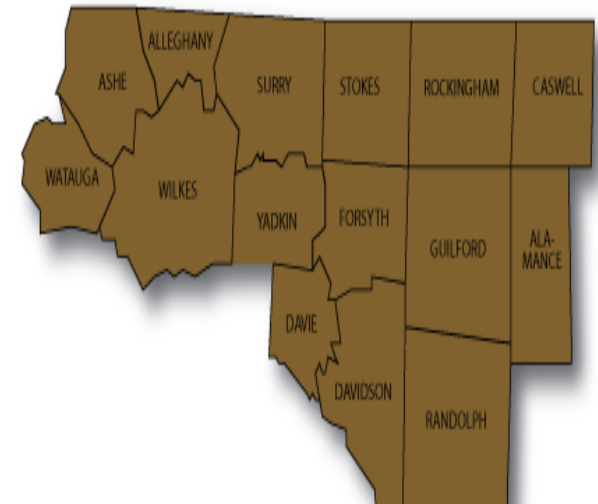 ALLEGHANY
ASHE
SURRY
STOKES
ROCKINGHAM
CASWELL
WATAUGA
WILKES
YADKIN
FORSYTH
GUILFORD
ALA-
MANCE
DAVIE
DAVIDSON
RANDOLPH